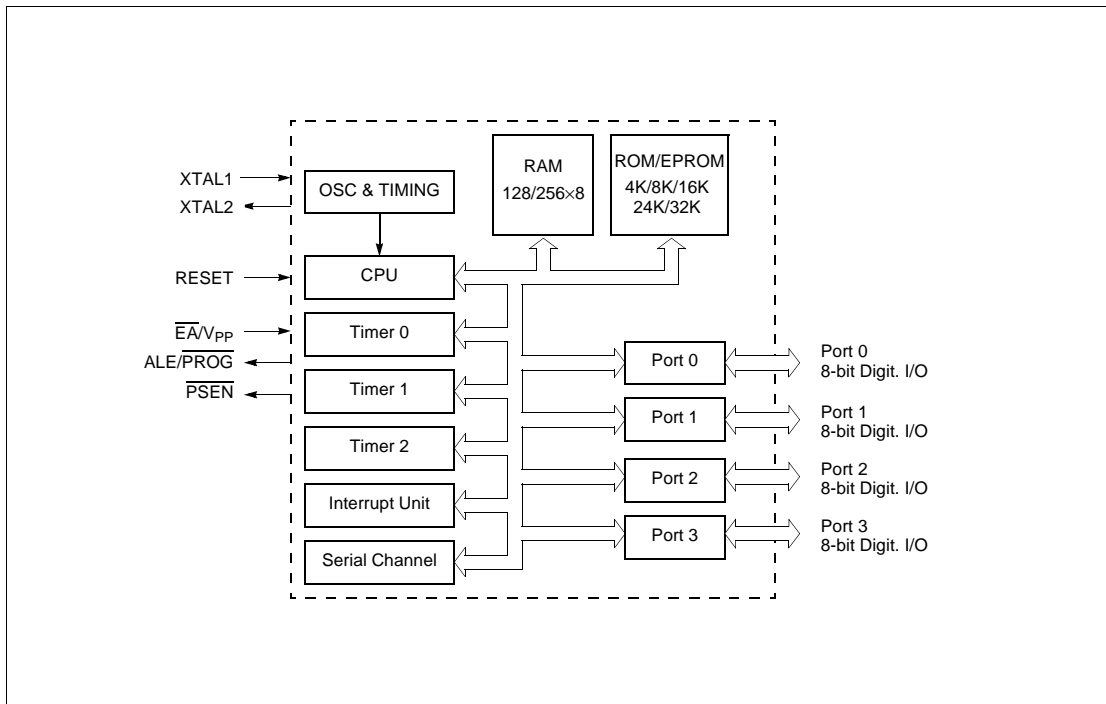 XTAL1
XTAL2
RESET
E̅A̅/VPP
ALE/P̅R̅O̅G̅
P̅S̅E̅N̅
OSC & TIMING
CPU
Timer 0
Timer 1
Timer 2
Interrupt Unit
Serial Channel
RAM
128/256×8
ROM/EPROM
4K/8K/16K
24K/32K
Port 0
Port 1
Port 2
Port 3
Port 0
8-bit Digit. I/O
Port 1
8-bit Digit. I/O
Port 2
8-bit Digit. I/O
Port 3
8-bit Digit. I/O